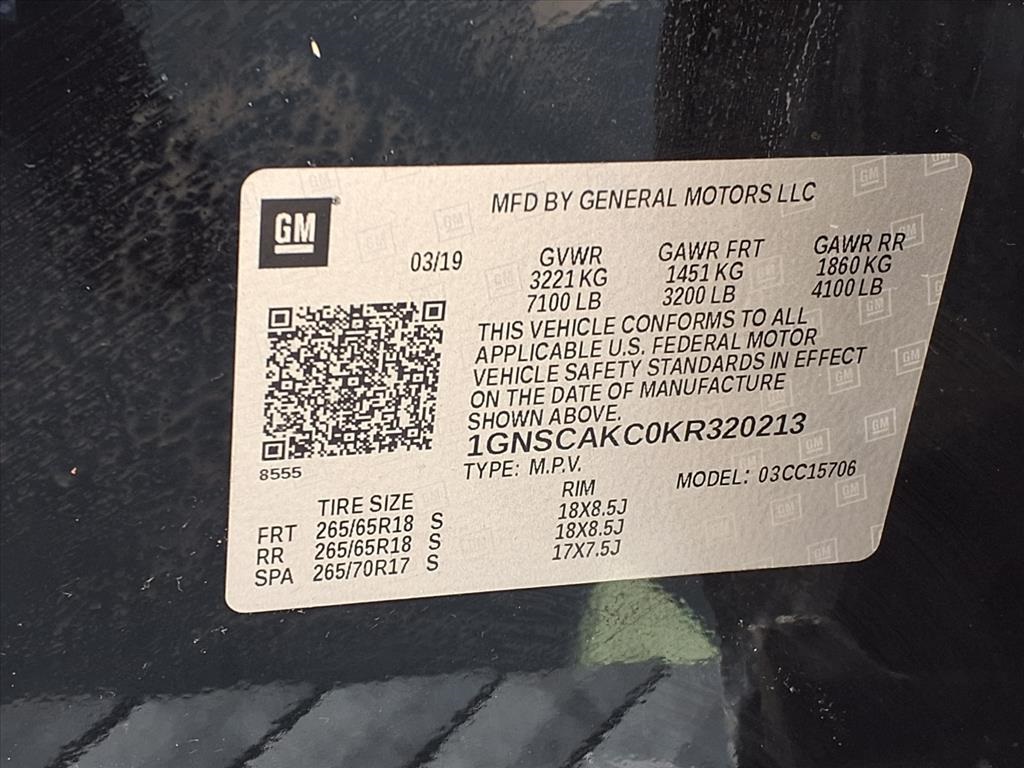 GM
MFD BY GENERAL MOTORS LLC
03/19
GVWR GAWR FRT GAWR RR
3221 KG 1451 KG 1860 KG
7100 LB 3200 LB 4100 LB
THIS VEHICLE CONFORMS TO ALL
APPLICABLE U.S. FEDERAL MOTOR
VEHICLE SAFETY STANDARDS IN EFFECT
ON THE DATE OF MANUFACTURE
SHOWN ABOVE.
1GNSCAKC0KR320213
8555
TYPE: M.P.V. MODEL: 03CC15706
TIRE SIZE RIM
FRT 265/65R18 S 18X8.5J
RR 265/65R18 S 18X8.5J
SPA 265/70R17 S 17X7.5J